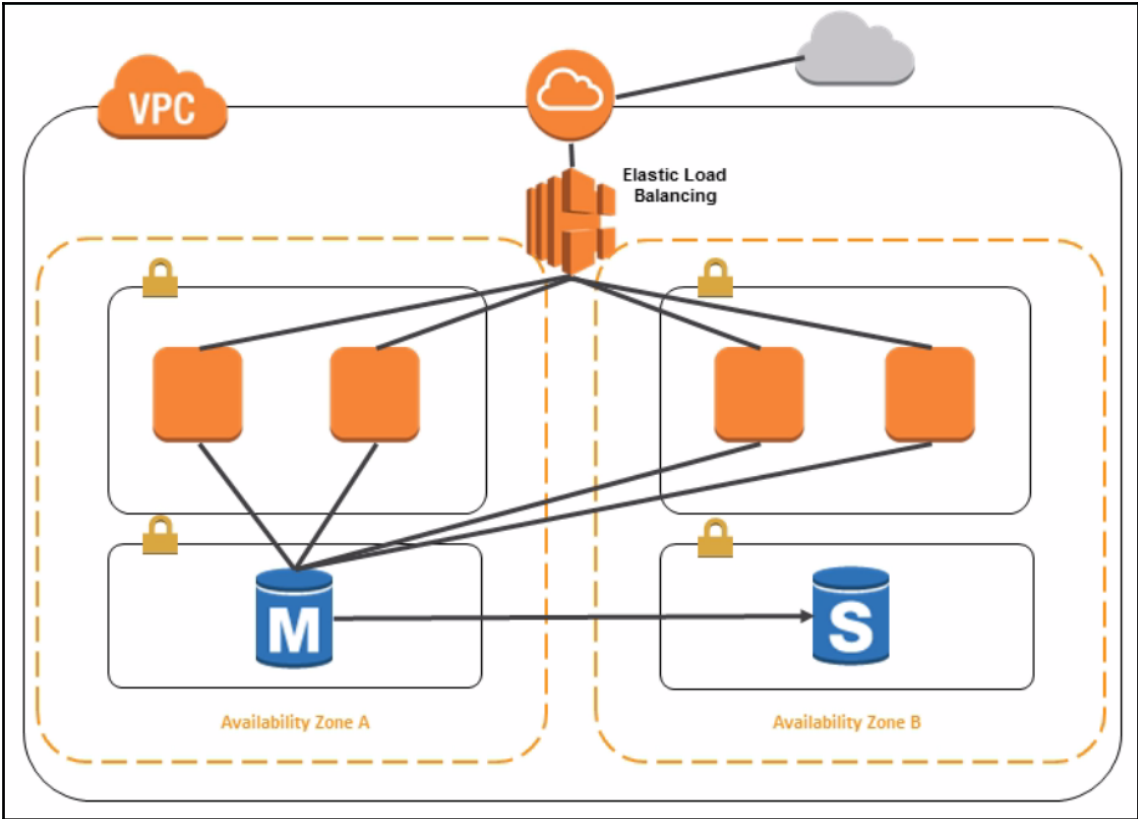 VPC
Elastic Load
Balancing
M
S
Availability Zone A
Availability Zone B